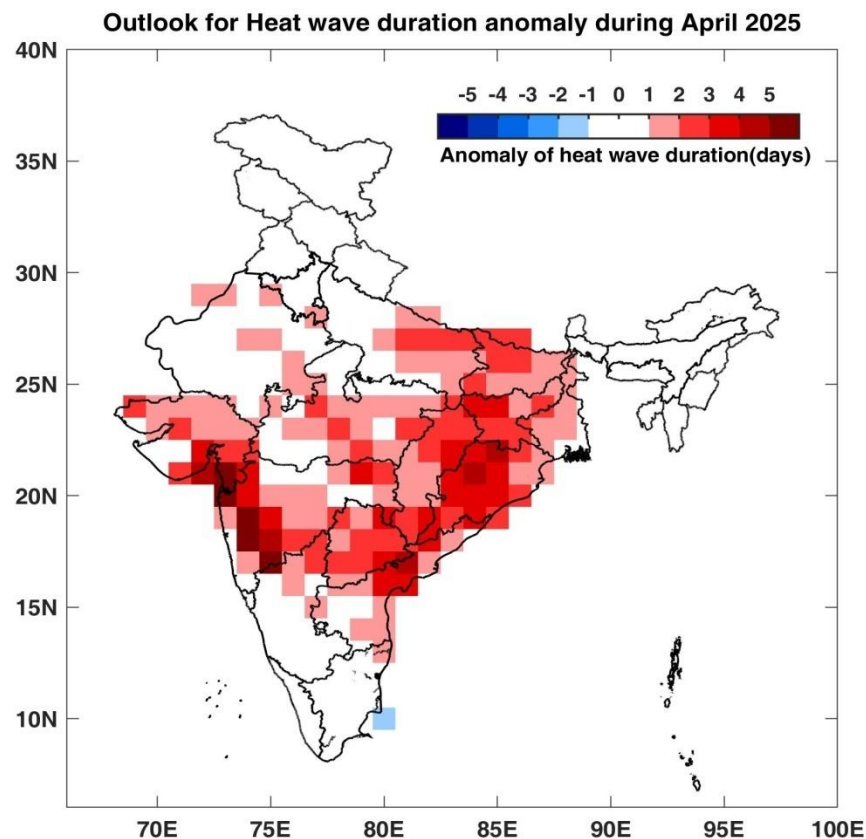 Outlook for Heat wave duration anomaly during April 2025
40N
-5 -4 -3 -2 -1 0 1 2 3 4 5
Anomaly of heat wave duration(days)
35N
30N
25N
20N
15N
10N
70E 75E 80E 85E 90E 95E 100E